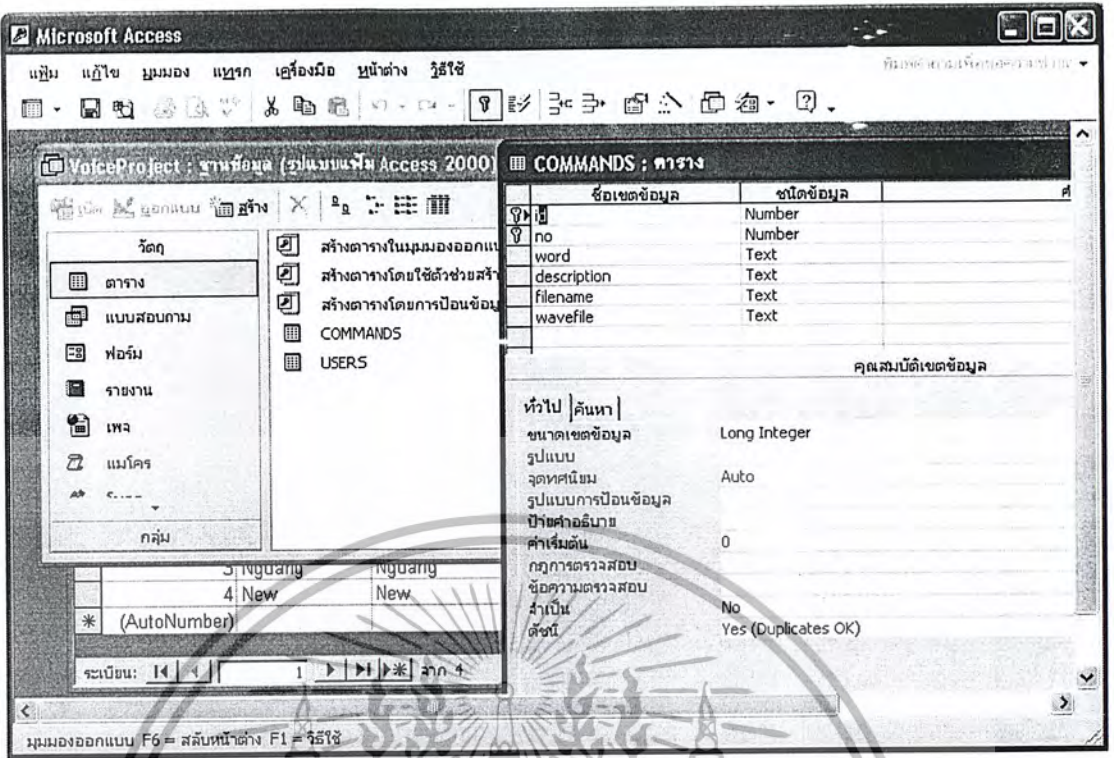 Microsoft Access
แฟ้ม แก้ไข มุมมอง แทรก เครื่องมือ หน้าต่าง วิธีใช้
VoiceProject : ฐานข้อมูล (รูปแบบแฟ้ม Access 2000)
เปิด ออกแบบ สร้าง
วัตถุ
ตาราง
แบบสอบถาม
ฟอร์ม
รายงาน
เพจ
แมโคร
กลุ่ม
สร้างตารางในมุมมองออกแบ
สร้างตารางโดยใช้ตัวช่วยสร้า
สร้างตารางโดยการป้อนข้อมู
COMMANDS
USERS
3 Nguang Nguang
4 New New
(AutoNumber)
ระเบียน: 1 จาก 4
COMMANDS : ตาราง
ชื่อเขตข้อมูล ชนิดข้อมูล ค
id Number
no Number
word Text
description Text
filename Text
wavefile Text
คุณสมบัติเขตข้อมูล
ทั่วไป ค้นหา
ขนาดเขตข้อมูล Long Integer
รูปแบบ
จุดทศนิยม Auto
รูปแบบการป้อนข้อมูล
ป้ายคำอธิบาย
ค่าเริ่มต้น 0
กฎการตรวจสอบ
ข้อความตรวจสอบ
จำเป็น No
ดัชนี Yes (Duplicates OK)
มุมมองออกแบบ F6 = สลับหน้าต่าง F1 = วิธีใช้